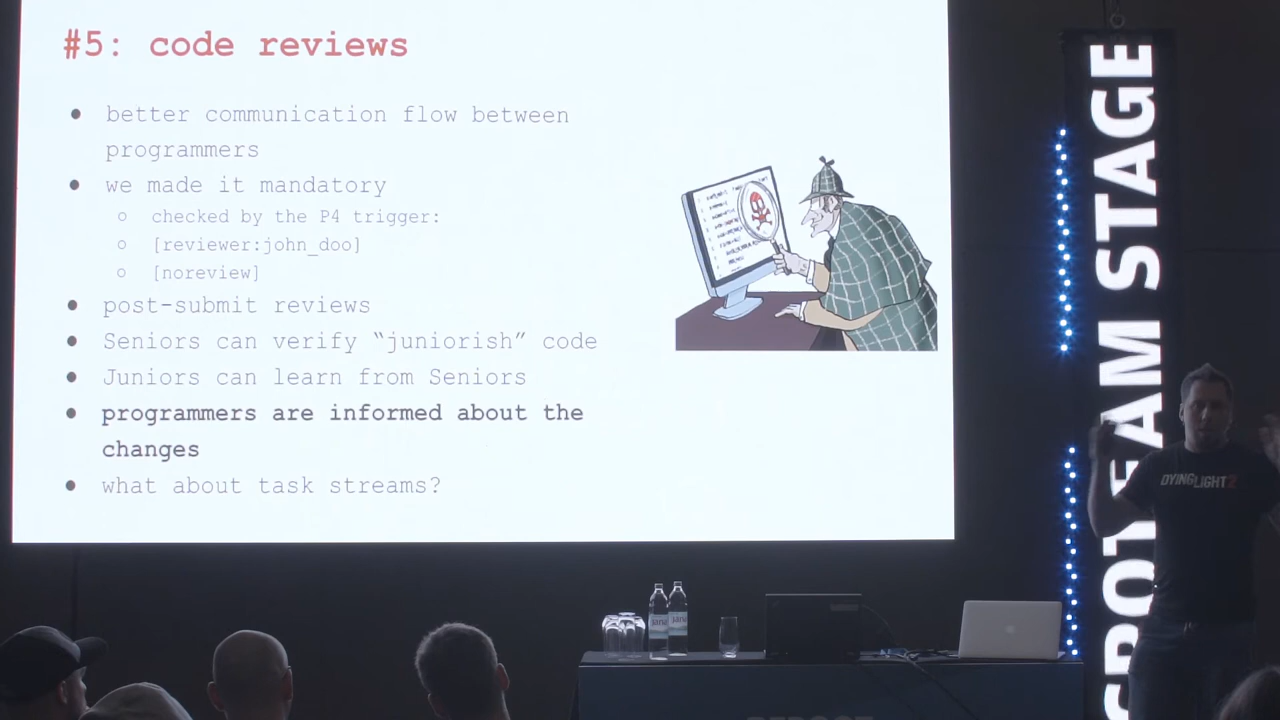 #5: code reviews
better communication flow between
programmers
we made it mandatory
checked by the P4 trigger:
[reviewer:john_doo]
[noreview]
post-submit reviews
Seniors can verify “juniorish” code
Juniors can learn from Seniors
programmers are informed about the
changes
what about task streams?
STAGE
DYING LIGHT 2
jana
jana